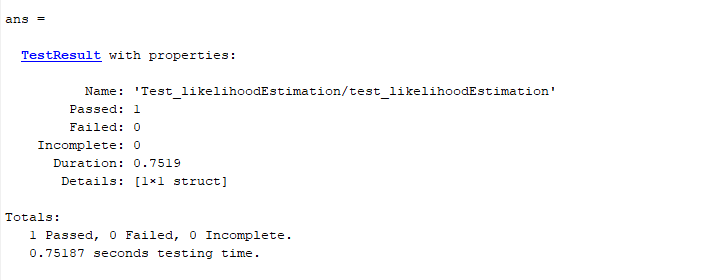 ans =
TestResult with properties:
Name: 'Test_likelihoodEstimation/test_likelihoodEstimation'
Passed: 1
Failed: 0
Incomplete: 0
Duration: 0.7519
Details: [1×1 struct]
Totals:
1 Passed, 0 Failed, 0 Incomplete.
0.75187 seconds testing time.